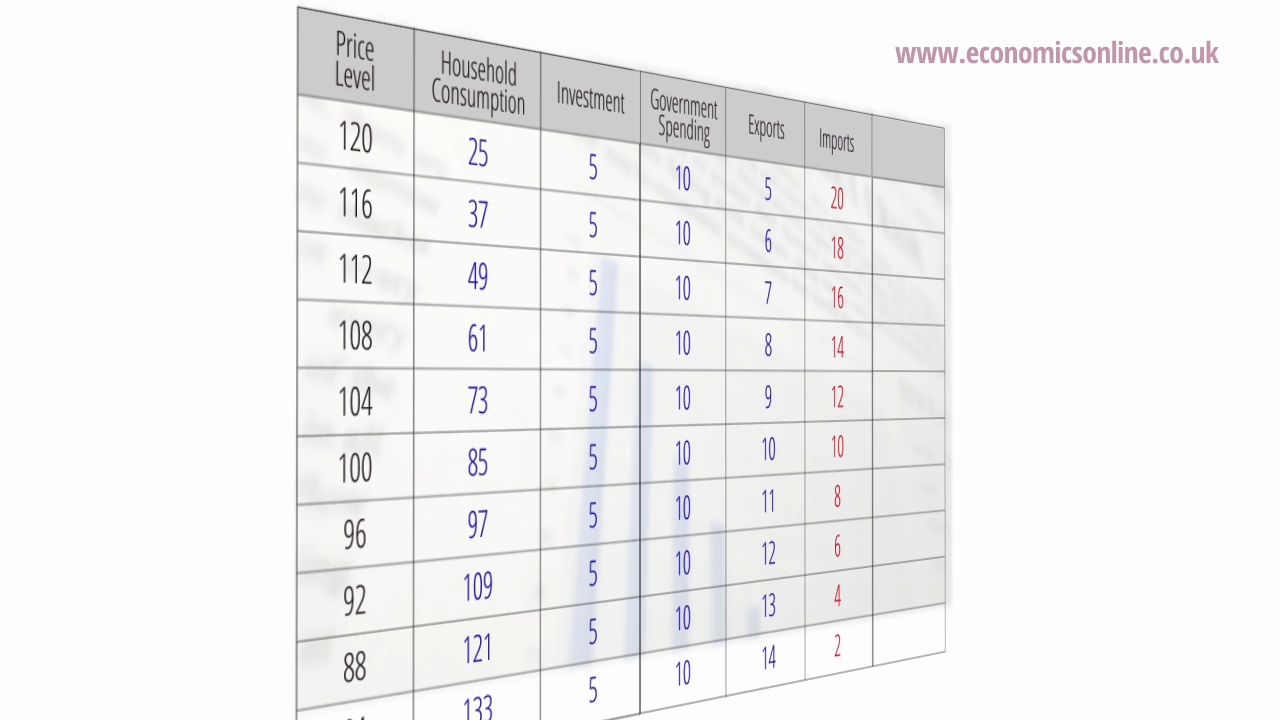 www.economicsonline.co.uk
Price Level Household Consumption Investment Government Spending Exports Imports
120 25 5 10 5 20
116 37 5 10 6 18
112 49 5 10 7 16
108 61 5 10 8 14
104 73 5 10 9 12
100 85 5 10 10 10
96 97 5 10 11 8
92 109 5 10 12 6
88 121 5 10 13 4
133 5 10 14 2